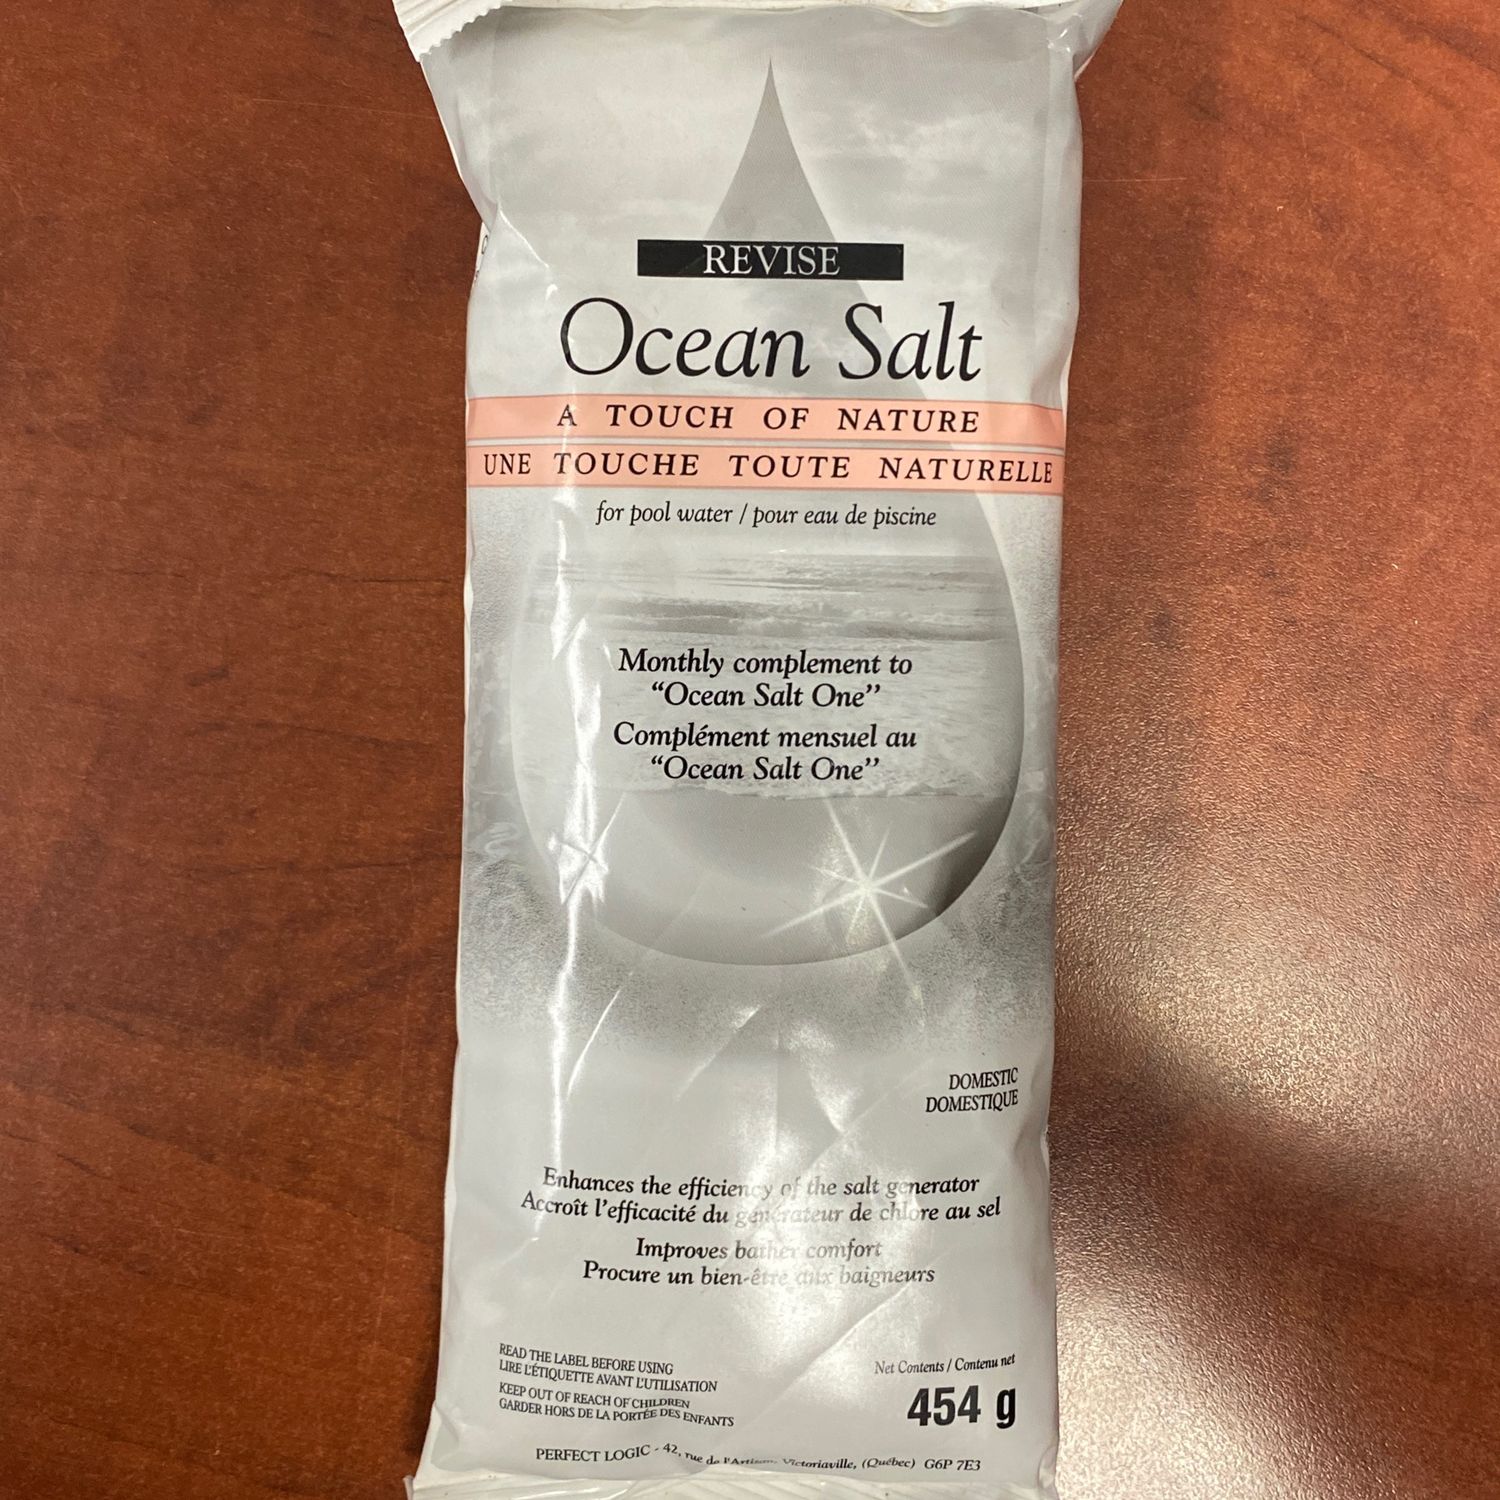 REVISE
Ocean Salt
A TOUCH OF NATURE
UNE TOUCHE TOUTE NATURELLE
for pool water / pour eau de piscine
Monthly complement to
“Ocean Salt One”
Complément mensuel au
“Ocean Salt One”
DOMESTIC
DOMESTIQUE
Enhances the efficiency of the salt generator
Accroît l’efficacité du générateur de chlore au sel
Improves bather comfort
Procure un bien-être aux baigneurs
READ THE LABEL BEFORE USING
LIRE L’ÉTIQUETTE AVANT L’UTILISATION
KEEP OUT OF REACH OF CHILDREN
GARDER HORS DE LA PORTÉE DES ENFANTS
Net Contents / Contenu net
454 g
PERFECT LOGIC - 42, rue de l’Artisan, Victoriaville, (Québec) G6P 7E3